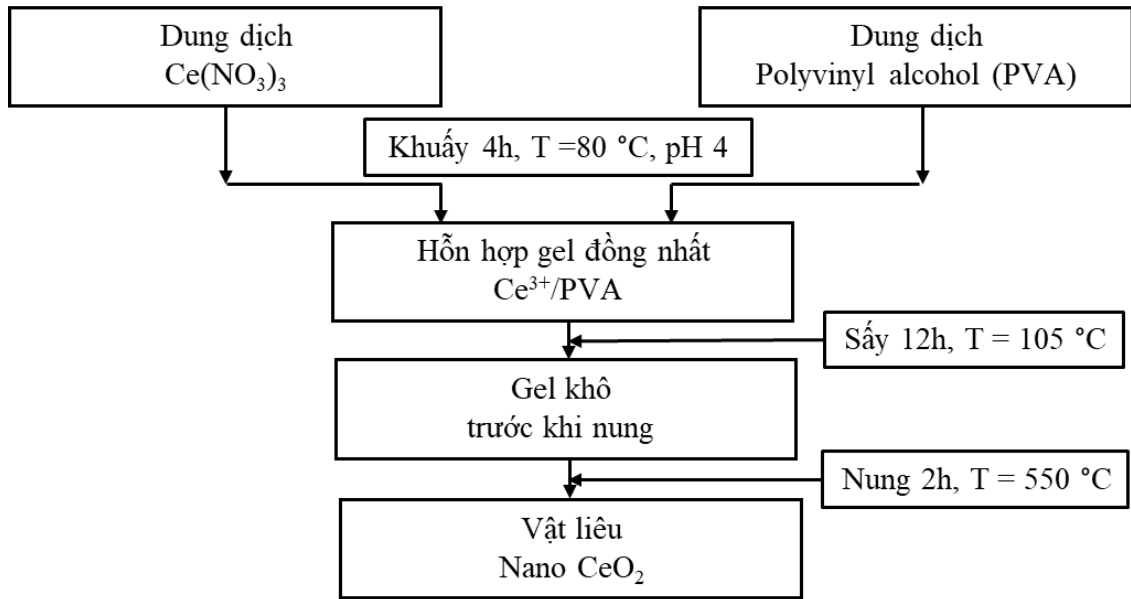 Dung dịch
Ce(NO₃)₃
Dung dịch
Polyvinyl alcohol (PVA)
Khuấy 4h, T =80 °C, pH 4
Hỗn hợp gel đồng nhất
Ce³⁺/PVA
Sấy 12h, T = 105 °C
Gel khô
trước khi nung
Nung 2h, T = 550 °C
Vật liêu
Nano CeO₂